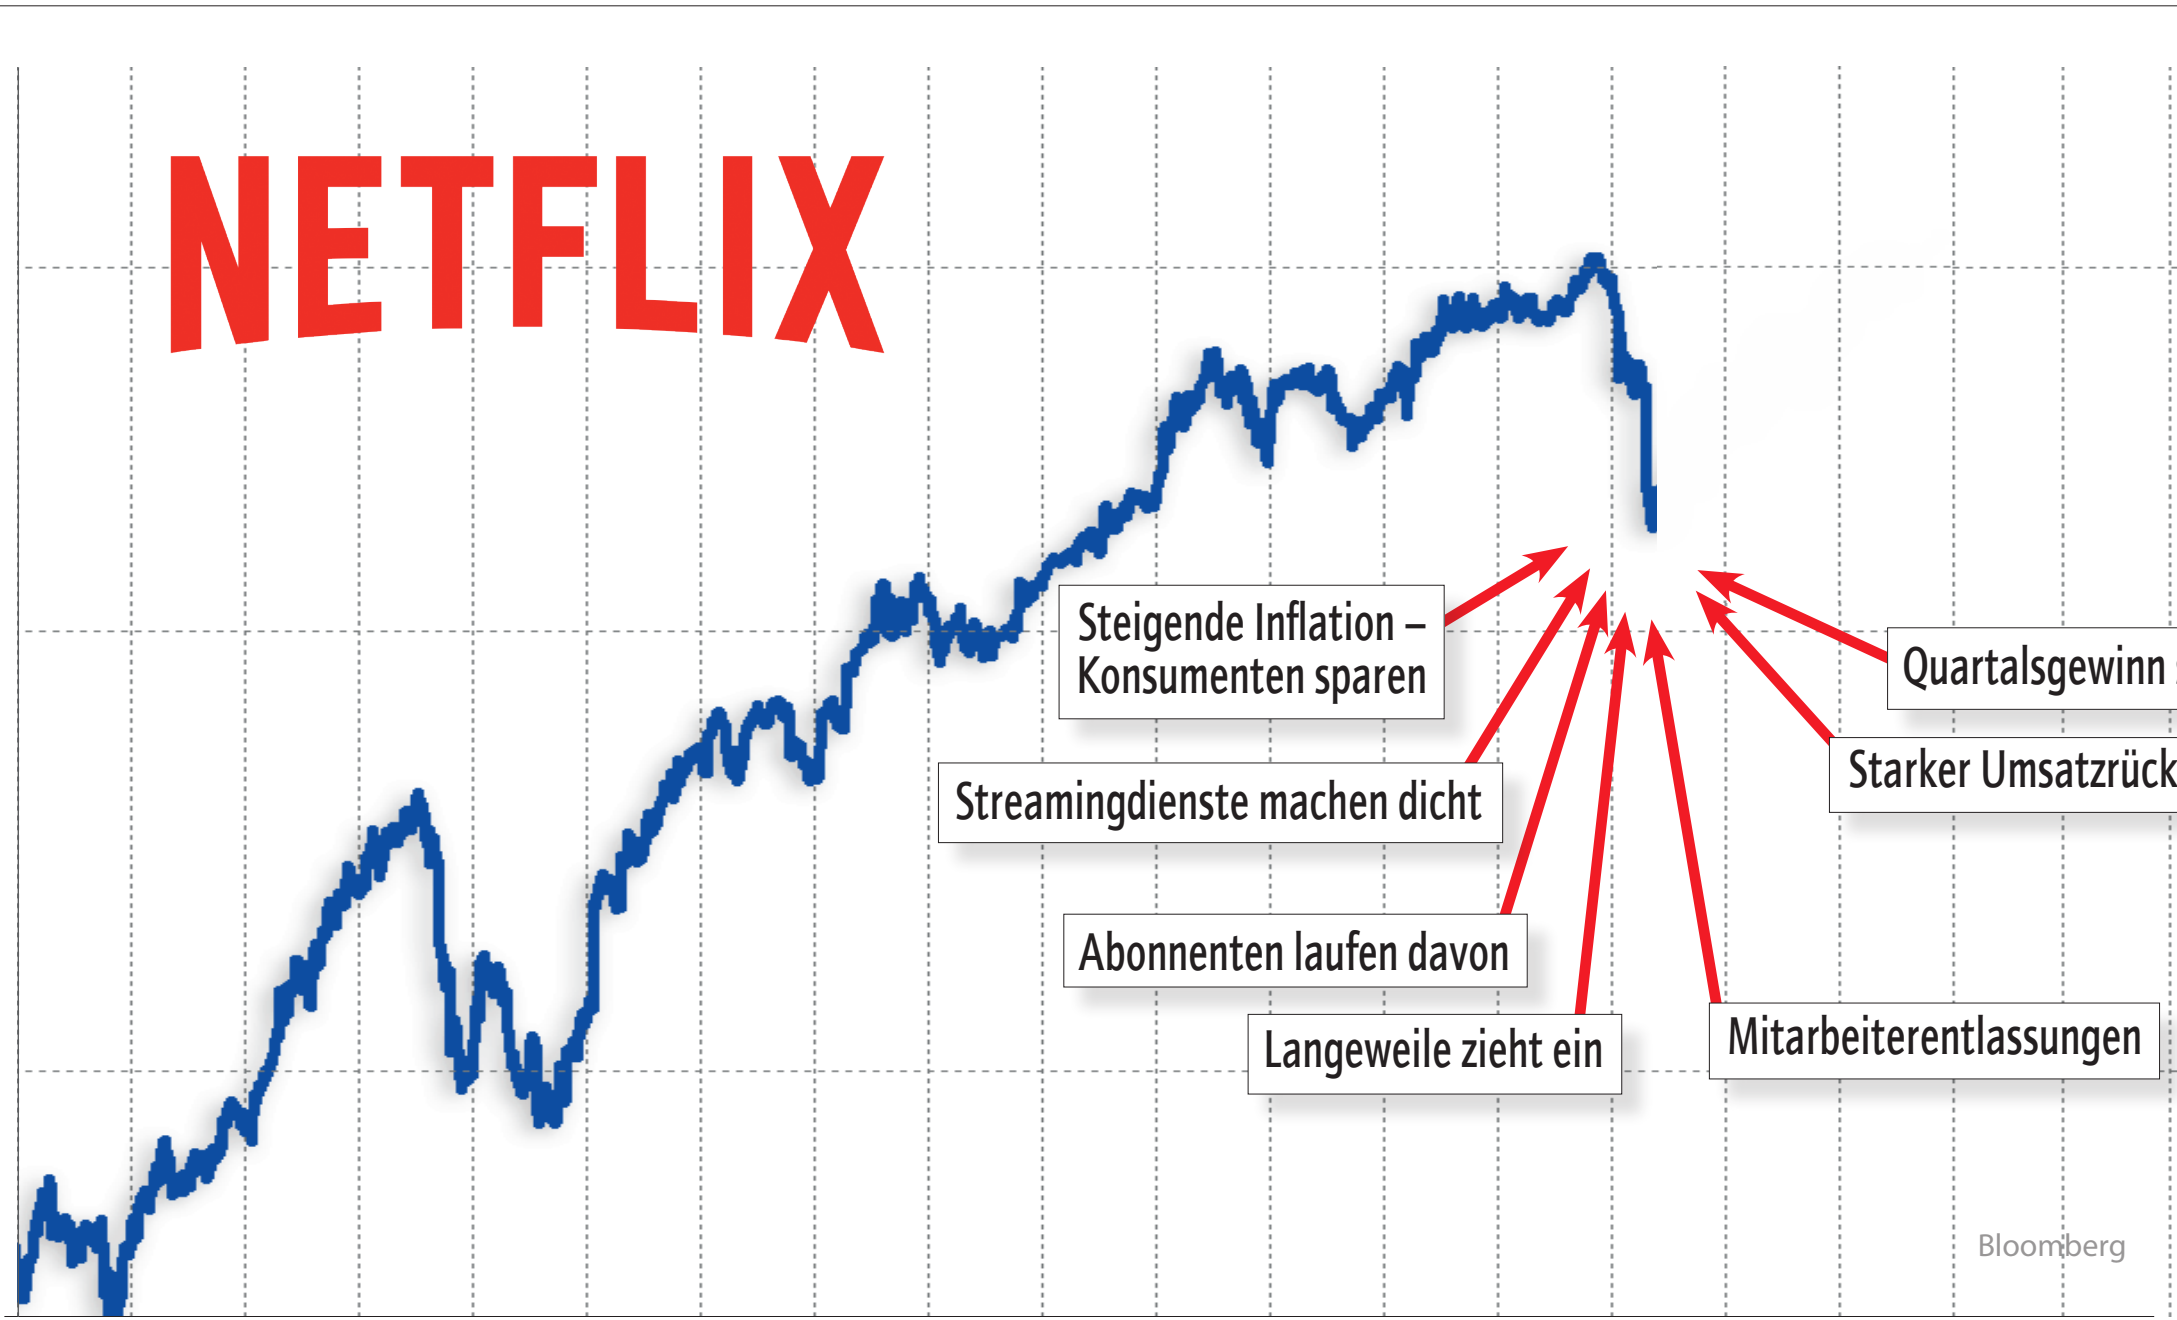 NETFLIX
Steigende Inflation –
Konsumenten sparen
Quartalsgewinn
Starker Umsatzrück
Streamingdienste machen dicht
Abonnenten laufen davon
Langeweile zieht ein
Mitarbeiterentlassungen
Bloomberg